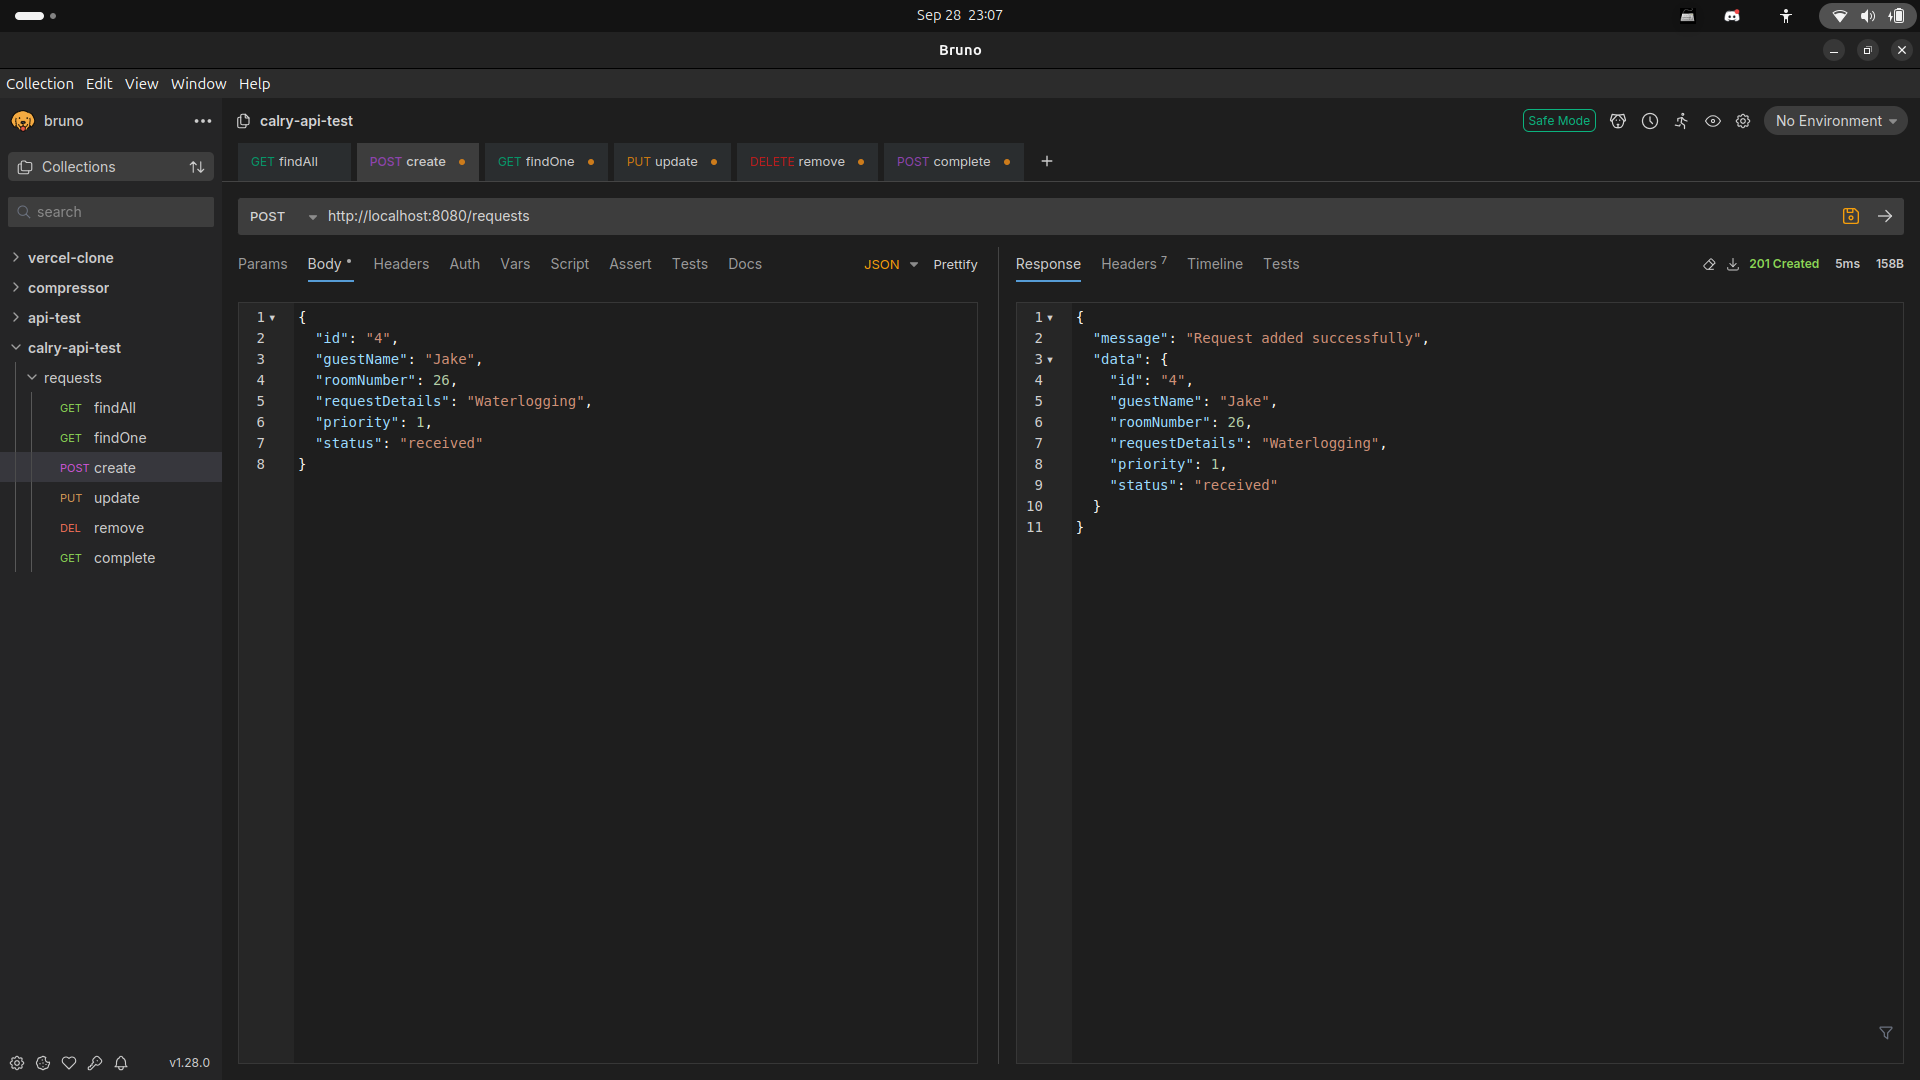 Sep 28 23:07
Bruno
Collection Edit View Window Help
bruno
calry-api-test
Safe Mode
No Environment
Collections
search
vercel-clone
compressor
api-test
calry-api-test
requests
GET findAll
GET findOne
POST create
PUT update
DEL remove
GET complete
v1.28.0
GET findAll
POST create
GET findOne
PUT update
DELETE remove
POST complete
+
POST http://localhost:8080/requests
Params Body Headers Auth Vars Script Assert Tests Docs JSON Prettify
1 {
2 "id": "4",
3 "guestName": "Jake",
4 "roomNumber": 26,
5 "requestDetails": "Waterlogging",
6 "priority": 1,
7 "status": "received"
8 }
Response Headers 7 Timeline Tests 201 Created 5ms 158B
1 {
2 "message": "Request added successfully",
3 "data": {
4 "id": "4",
5 "guestName": "Jake",
6 "roomNumber": 26,
7 "requestDetails": "Waterlogging",
8 "priority": 1,
9 "status": "received"
10 }
11 }